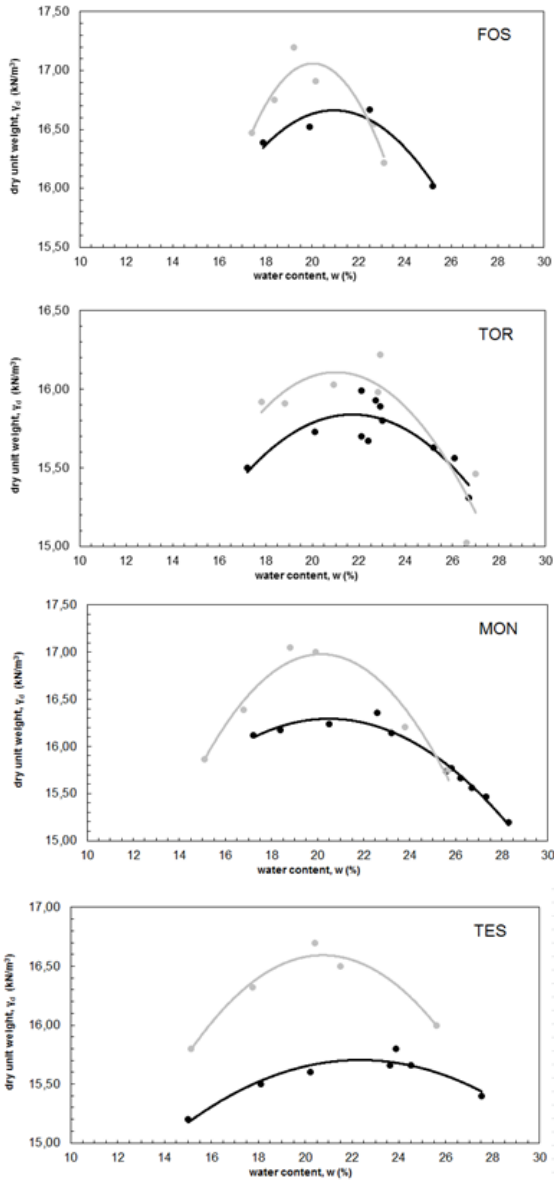 FOS
17,50
17,00
16,50
16,00
15,50
dry unit weight, γd (kN/m³)
10 12 14 16 18 20 22 24 26 28 30
water content, w (%)
TOR
16,50
16,00
15,50
15,00
dry unit weight, γd (kN/m³)
10 12 14 16 18 20 22 24 26 28 30
water content, w (%)
MON
17,50
17,00
16,50
16,00
15,50
15,00
dry unit weight, γd (kN/m³)
10 12 14 16 18 20 22 24 26 28 30
water content, w (%)
TES
17,00
16,50
16,00
15,50
15,00
dry unit weight, γd (kN/m³)
10 12 14 16 18 20 22 24 26 28 30
water content, w (%)